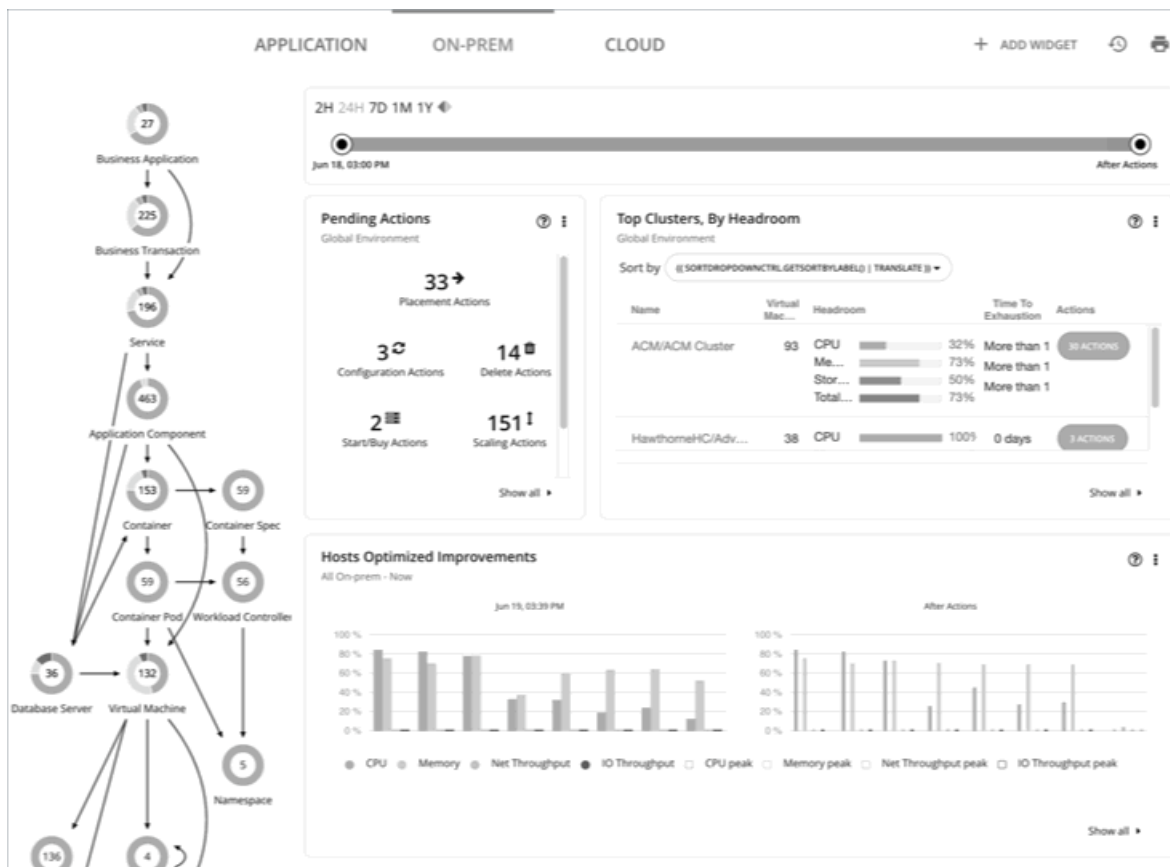 APPLICATION ON-PREM CLOUD + ADD WIDGET
2H 24H 7D 1M 1Y
Jun 18, 03:00 PM After Actions
27
Business Application
225
Business Transaction
196
Service
463
Application Component
153 59
Container Container Spec
59 56
Container Pod Workload Controller
36 132
Database Server Virtual Machine
5
Namespace
136 4
Pending Actions
Global Environment
33
Placement Actions
3 14
Configuration Actions Delete Actions
2 151
Start/Buy Actions Scaling Actions
Show all
Top Clusters, By Headroom
Global Environment
Sort by {{ SORTDROPDOWNCTRL.GETSORTBYLABEL() | TRANSLATE }}
Name Virtual Mac... Headroom Time To Exhaustion Actions
ACM/ACM Cluster 93 CPU 32% More than 1 30 ACTIONS
Me... 73% More than 1
Stor... 50% More than 1
Total... 73%
HawthorneHC/Adv... 38 CPU 100% 0 days 3 ACTIONS
Show all
Hosts Optimized Improvements
All On-prem - Now
Jun 19, 03:39 PM After Actions
100 % 100 %
80 % 80 %
60 % 60 %
40 % 40 %
20 % 20 %
0 % 0 %
CPU Memory Net Throughput IO Throughput CPU peak Memory peak Net Throughput peak IO Throughput peak
Show all